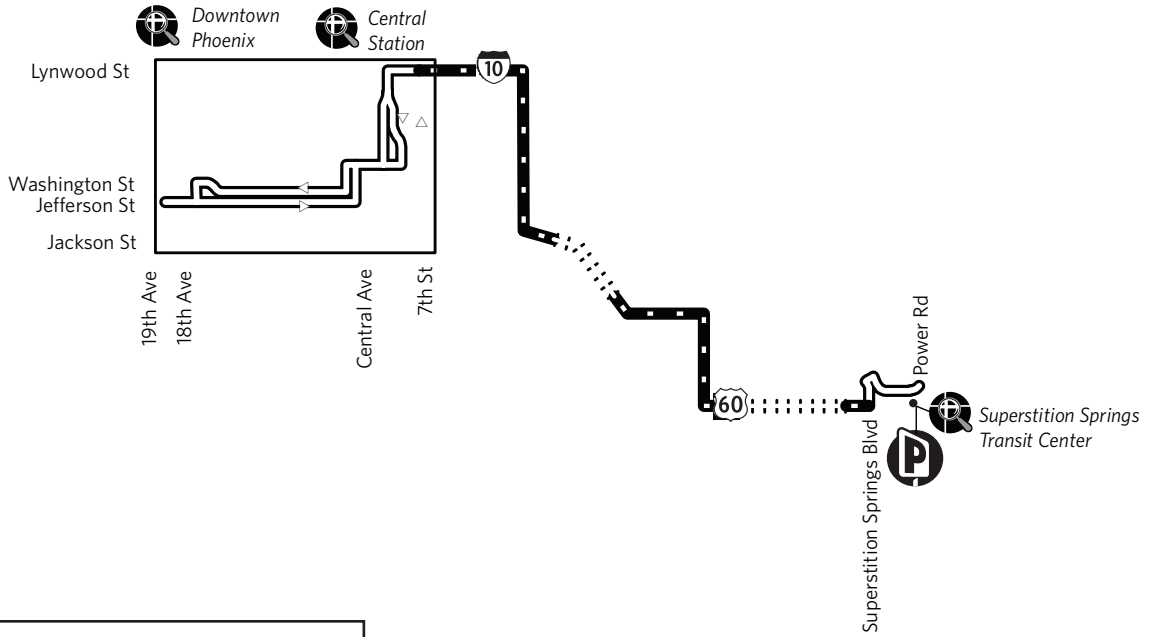 Downtown
Phoenix
Central
Station
Lynwood St
10
Washington St
Jefferson St
Jackson St
19th Ave
18th Ave
Central Ave
7th St
Power Rd
60
Superstition Springs
Transit Center
P
Superstition Springs Blvd